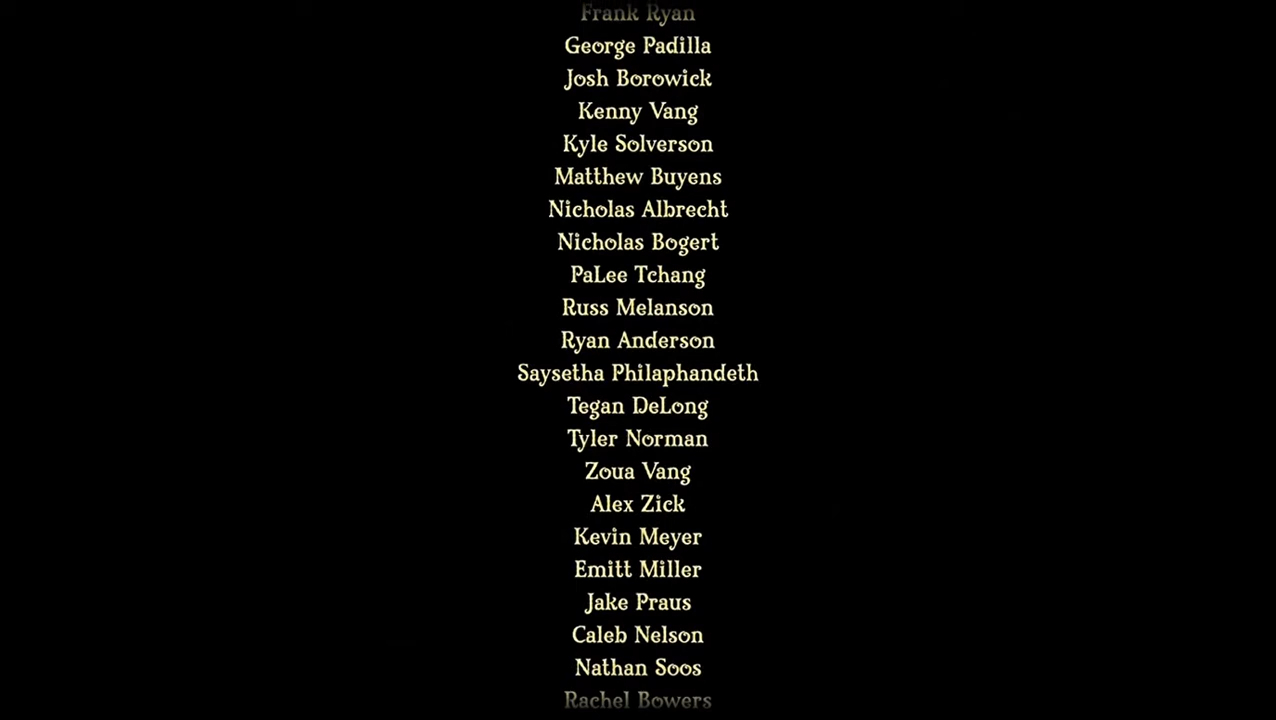 Frank Ryan
George Padilla
Josh Borowick
Kenny Vang
Kyle Solverson
Matthew Buyens
Nicholas Albrecht
Nicholas Bogert
PaLee Tchang
Russ Melanson
Ryan Anderson
Saysetha Philaphandeth
Tegan DeLong
Tyler Norman
Zoua Vang
Alex Zick
Kevin Meyer
Emitt Miller
Jake Praus
Caleb Nelson
Nathan Soos
Rachel Bowers